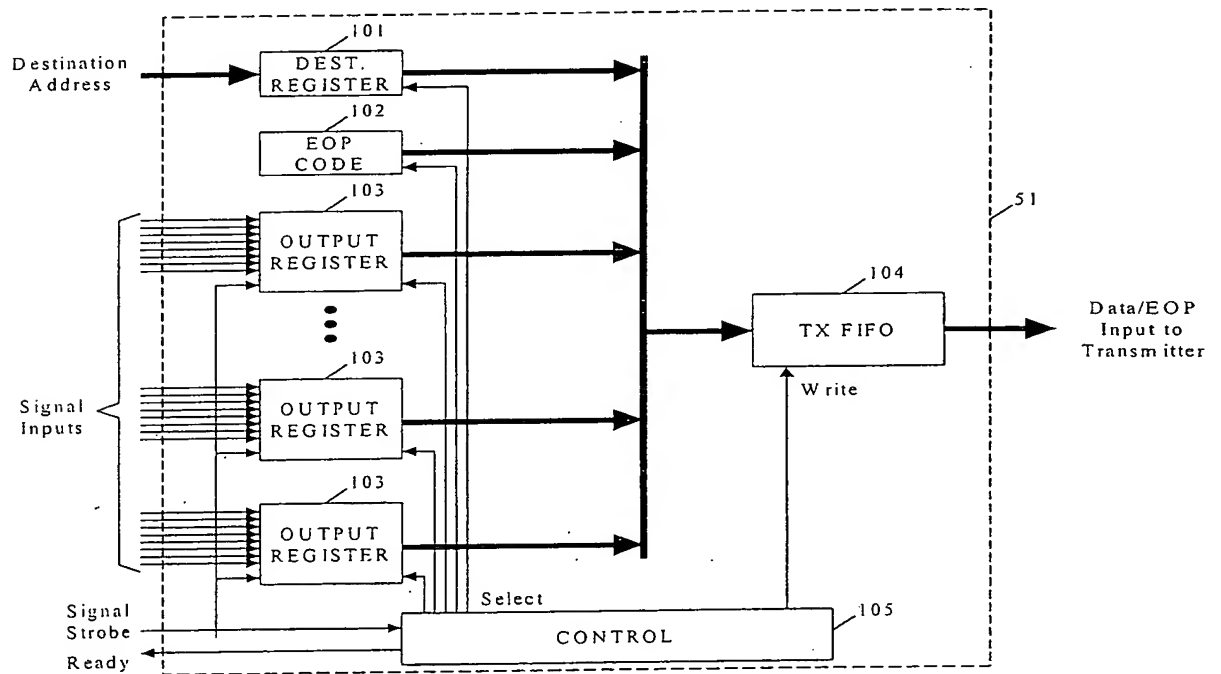 101
Destination
Address
DEST.
REGISTER
102
EOP
CODE
103
OUTPUT
REGISTER
51
104
TX FIFO
Data/EOP
Input to
Transmitter
Write
103
OUTPUT
REGISTER
Signal
Inputs
103
OUTPUT
REGISTER
Select
Signal
Strobe
Ready
CONTROL
105